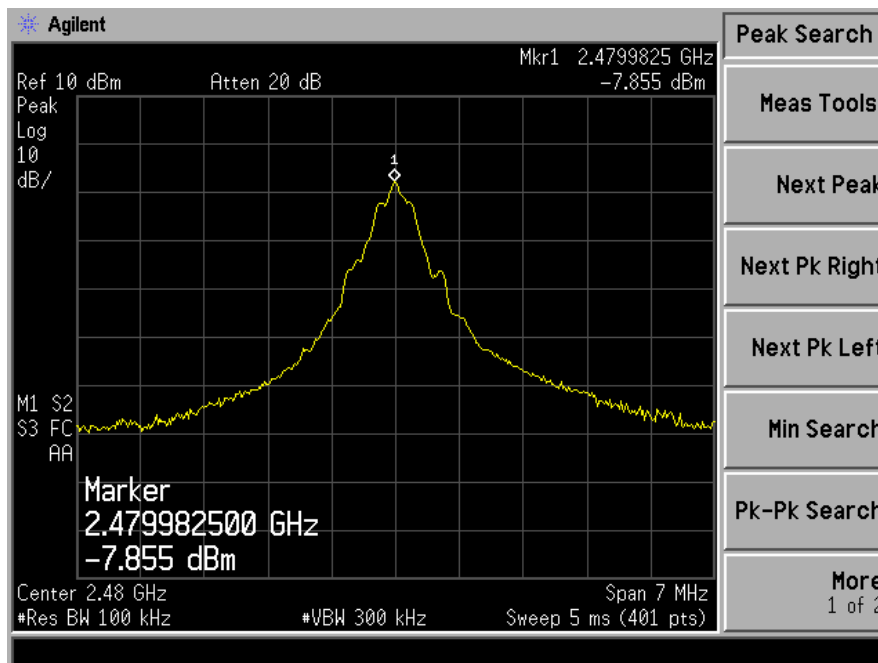 Agilent
Peak Search
Mkr1 2.4799825 GHz
Ref 10 dBm Atten 20 dB -7.855 dBm
Peak
Log
10
dB/
1
Meas Tools
Next Peak
Next Pk Right
Next Pk Left
M1 S2
S3 FC
AA
Min Search
Marker
2.479982500 GHz
-7.855 dBm
Pk-Pk Search
Center 2.48 GHz Span 7 MHz
#Res BW 100 kHz #VBW 300 kHz Sweep 5 ms (401 pts)
More
1 of 2